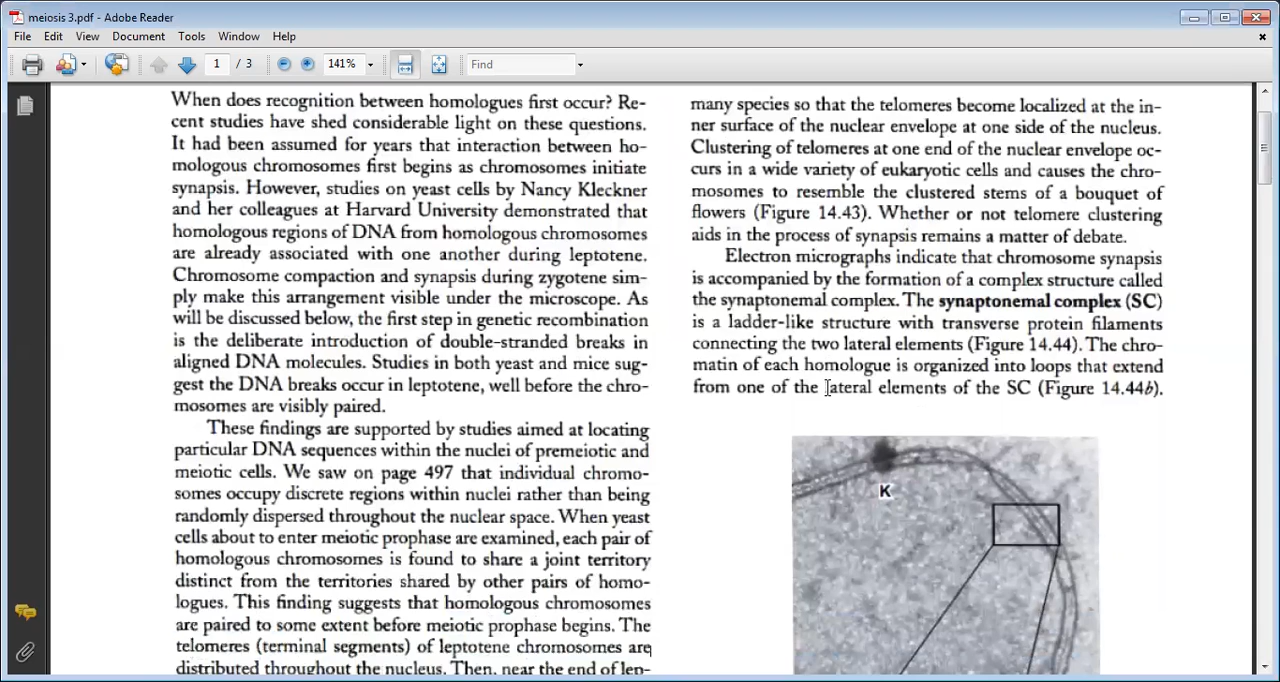 meiosis 3.pdf - Adobe Reader
File Edit View Document Tools Window Help
1 / 3 141% Find
When does recognition between homologues first occur? Re-
cent studies have shed considerable light on these questions.
It had been assumed for years that interaction between ho-
mologous chromosomes first begins as chromosomes initiate
synapsis. However, studies on yeast cells by Nancy Kleckner
and her colleagues at Harvard University demonstrated that
homologous regions of DNA from homologous chromosomes
are already associated with one another during leptotene.
Chromosome compaction and synapsis during zygotene sim-
ply make this arrangement visible under the microscope. As
will be discussed below, the first step in genetic recombination
is the deliberate introduction of double-stranded breaks in
aligned DNA molecules. Studies in both yeast and mice sug-
gest the DNA breaks occur in leptotene, well before the chro-
mosomes are visibly paired.
These findings are supported by studies aimed at locating
particular DNA sequences within the nuclei of premeiotic and
meiotic cells. We saw on page 497 that individual chromo-
somes occupy discrete regions within nuclei rather than being
randomly dispersed throughout the nuclear space. When yeast
cells about to enter meiotic prophase are examined, each pair of
homologous chromosomes is found to share a joint territory
distinct from the territories shared by other pairs of homo-
logues. This finding suggests that homologous chromosomes
are paired to some extent before meiotic prophase begins. The
telomeres (terminal segments) of leptotene chromosomes are
distributed throughout the nucleus. Then, near the end of lep-
many species so that the telomeres become localized at the in-
ner surface of the nuclear envelope at one side of the nucleus.
Clustering of telomeres at one end of the nuclear envelope oc-
curs in a wide variety of eukaryotic cells and causes the chro-
mosomes to resemble the clustered stems of a bouquet of
flowers (Figure 14.43). Whether or not telomere clustering
aids in the process of synapsis remains a matter of debate.
Electron micrographs indicate that chromosome synapsis
is accompanied by the formation of a complex structure called
the synaptonemal complex. The synaptonemal complex (SC)
is a ladder-like structure with transverse protein filaments
connecting the two lateral elements (Figure 14.44). The chro-
matin of each homologue is organized into loops that extend
from one of the lateral elements of the SC (Figure 14.44b).
K